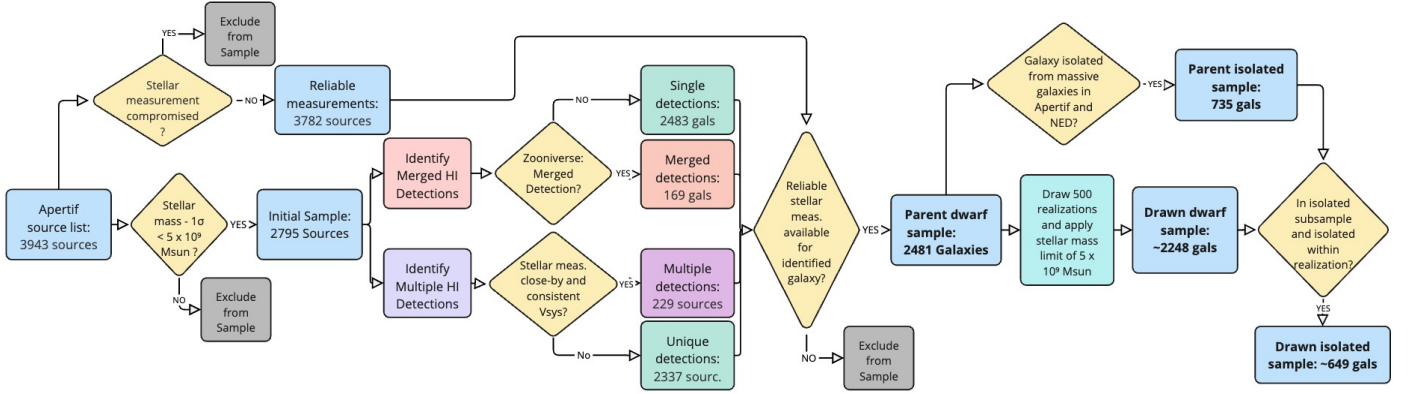 Exclude
from
Sample
YES
Stellar
measurement
compromised
?
NO
Reliable
measurements:
3782 sources
Apertif
source list:
3943 sources
Stellar
mass - 1σ
< 5 x 10⁹
Msun ?
YES
NO
Exclude
from
Sample
Initial Sample:
2795 Sources
Identify
Merged HI
Detections
Identify
Multiple HI
Detections
Zooniverse:
Merged
Detection?
NO
YES
Stellar meas.
close-by and
consistent
Vsys?
YES
No
Single
detections:
2483 gals
Merged
detections:
169 gals
Multiple
detections:
229 sources
Unique
detections:
2337 sourc.
Reliable
stellar
meas.
available
for
identified
galaxy?
YES
NO
Exclude
from
Sample
Parent dwarf
sample:
2481 Galaxies
Galaxy isolated
from massive
galaxies in
Apertif and
NED?
YES
Parent isolated
sample:
735 gals
Draw 500
realizations
and apply
stellar mass
limit of 5 x
10⁹ Msun
Drawn dwarf
sample:
~2248 gals
In isolated
subsample
and isolated
within
realization?
YES
Drawn isolated
sample: ~649 gals